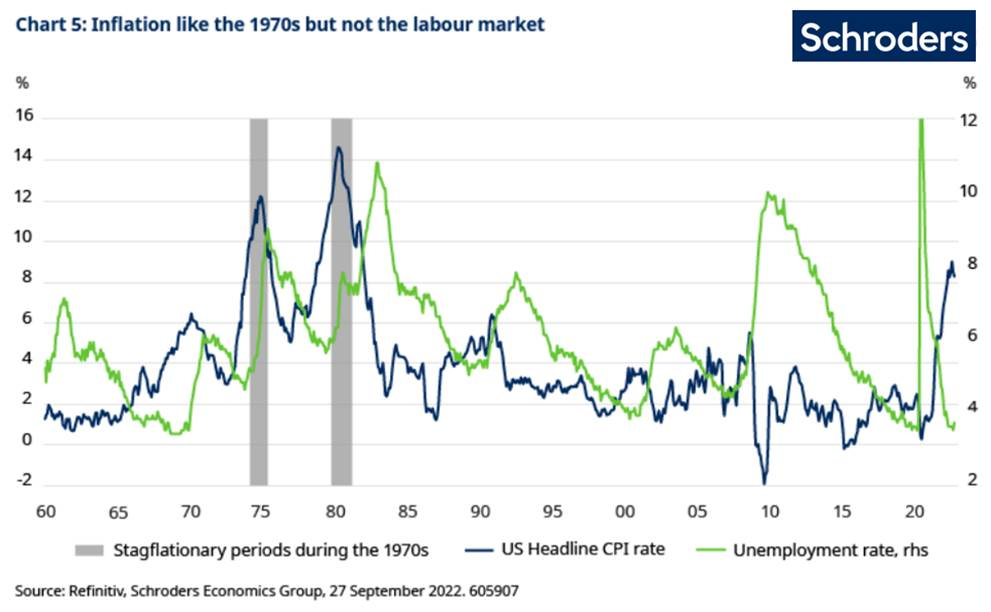 Chart 5: Inflation like the 1970s but not the labour market
Schroders
% %
16 12
14
12 10
10
8 8
6 6
4
2 4
0
-2 2
60 65 70 75 80 85 90 95 00 05 10 15 20
Stagflationary periods during the 1970s US Headline CPI rate Unemployment rate, rhs
Source: Refinitiv, Schroders Economics Group, 27 September 2022. 605907